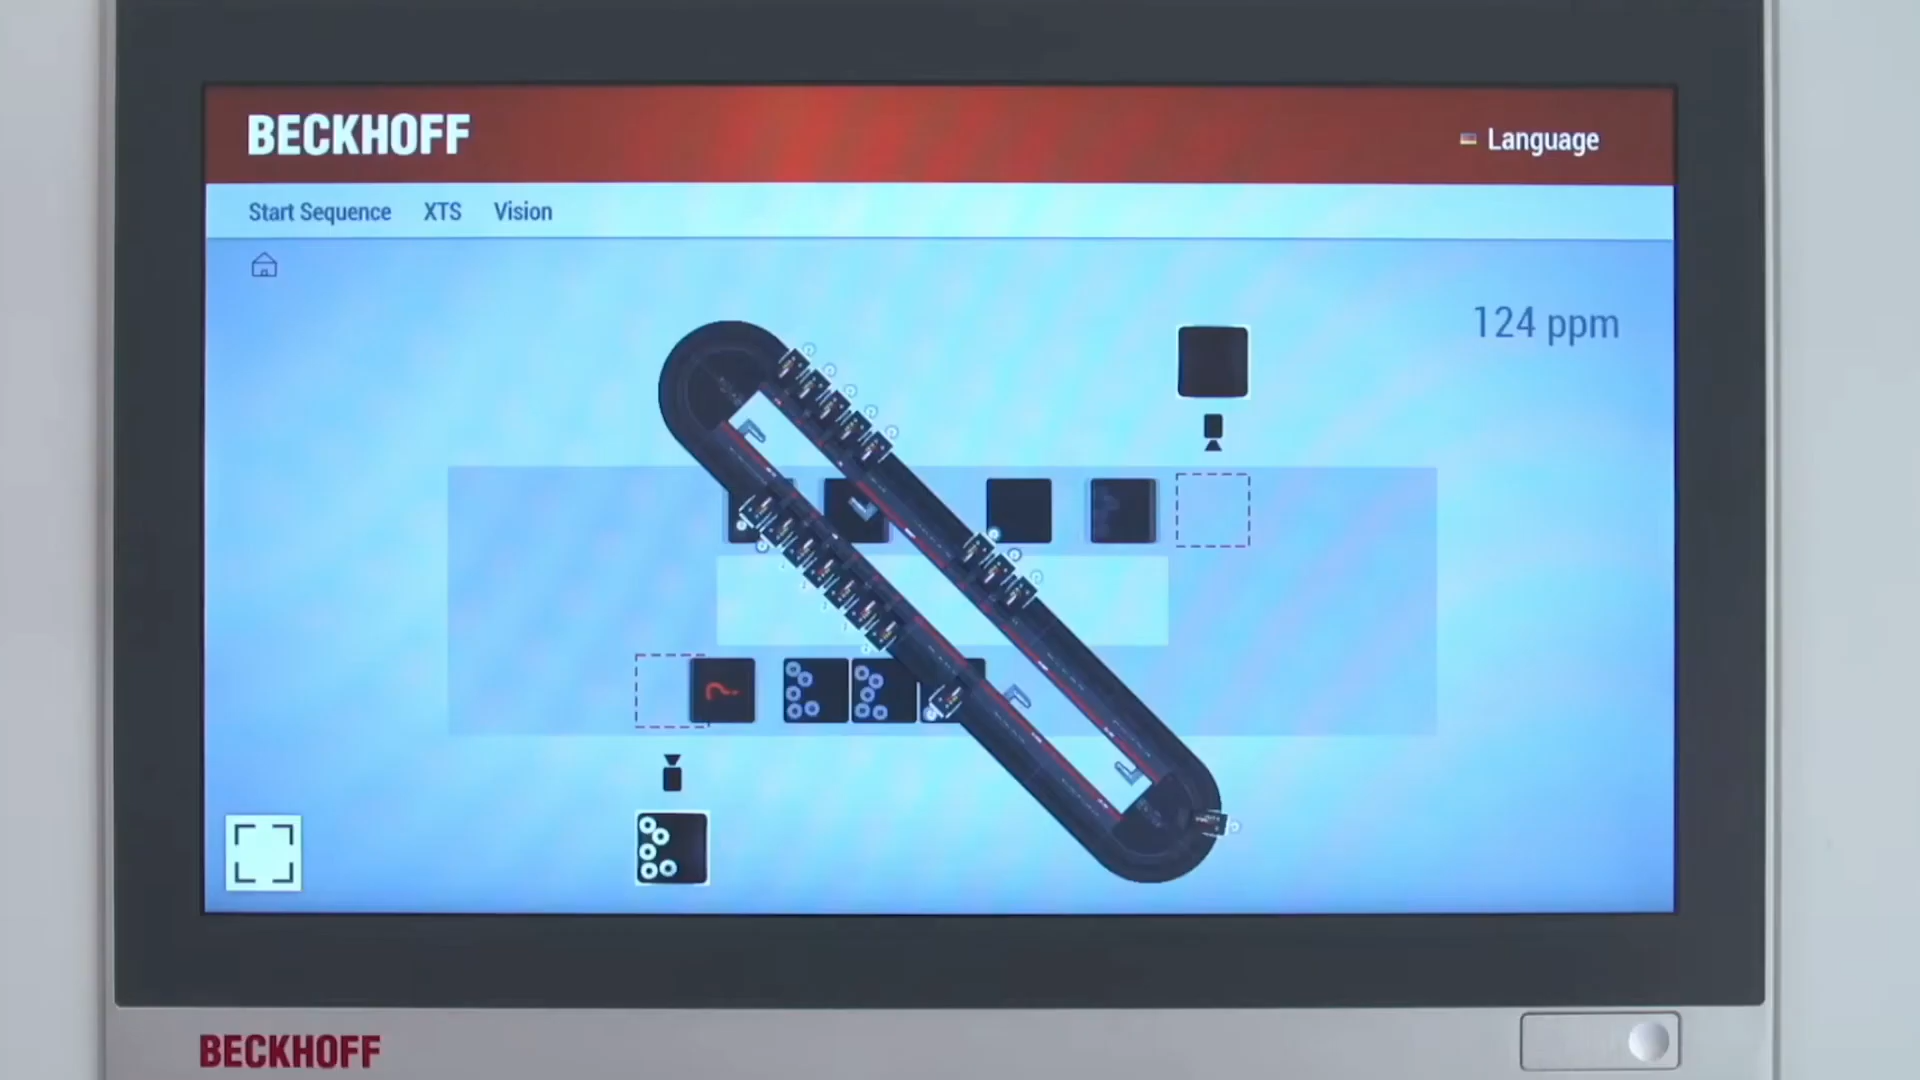 BECKHOFF
Language
Start Sequence XTS Vision
124 ppm
?
BECKHOFF